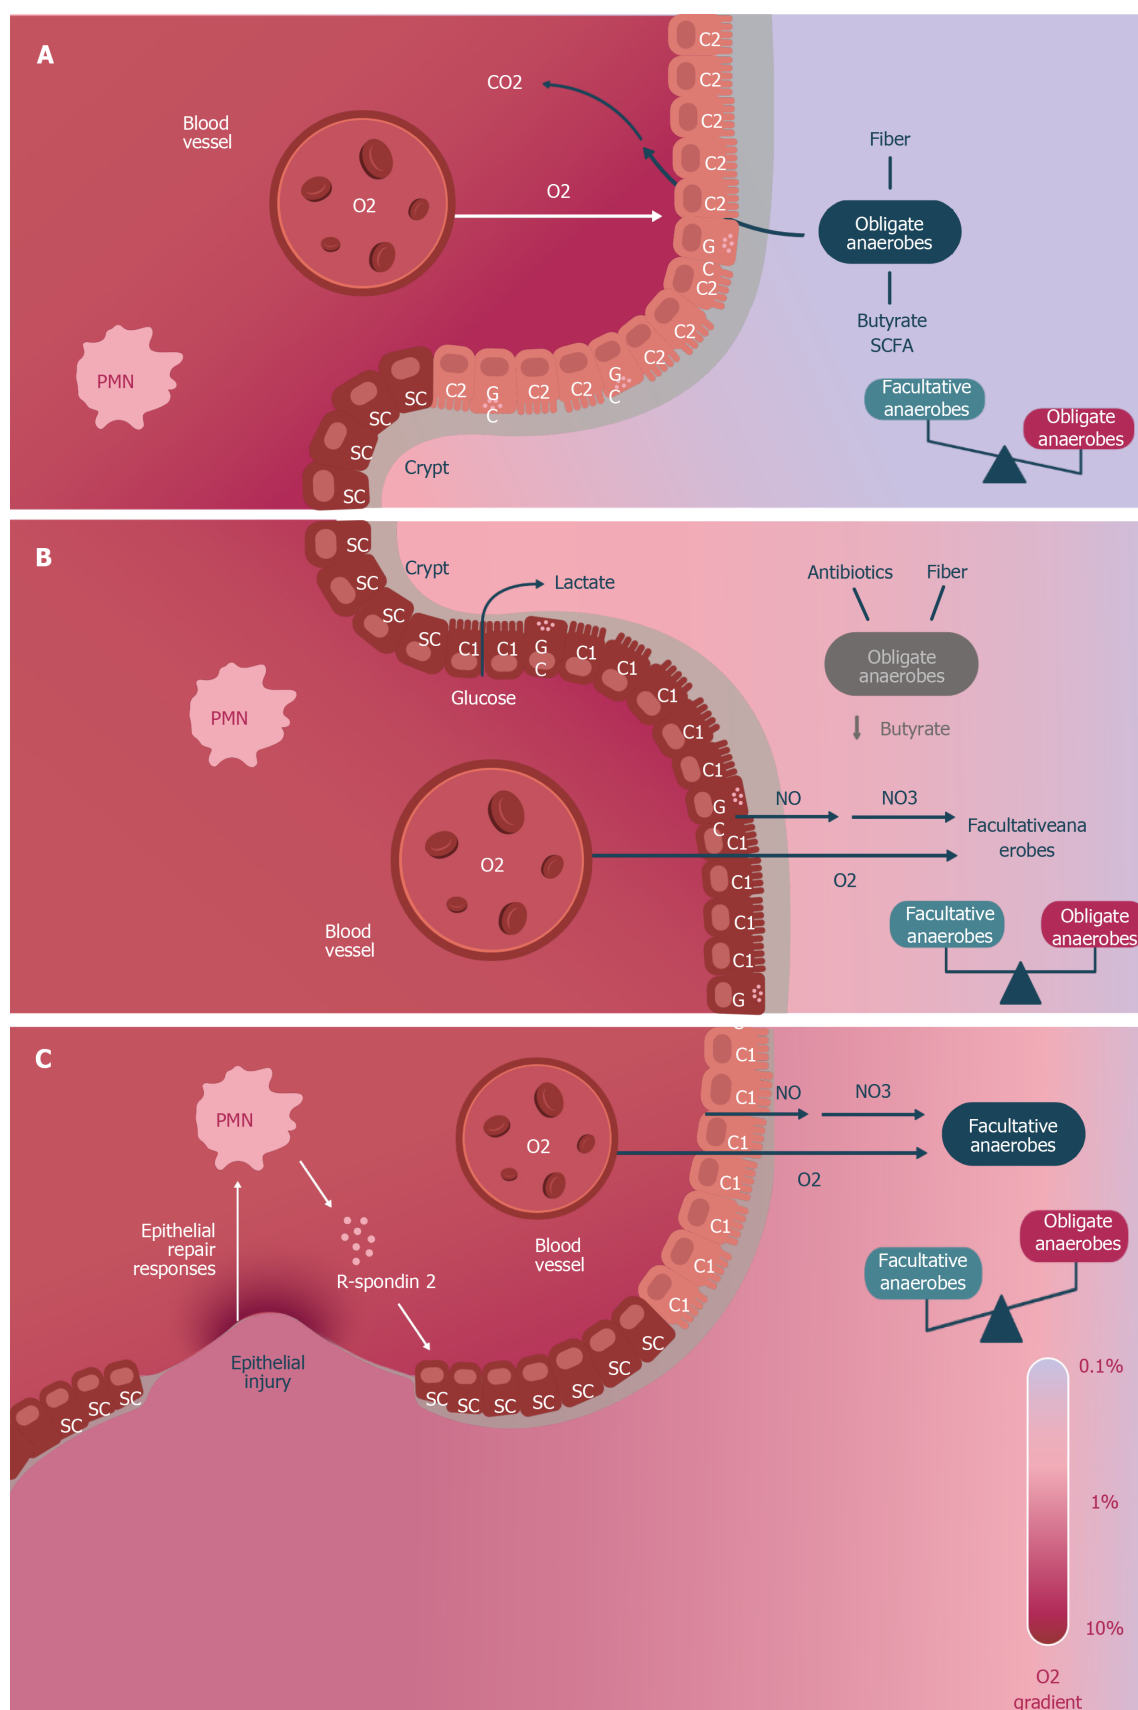 A
C2
C2
C2
C2
C2
G
C
C2
C2
C2
G
C
C2
C2
G
C
C2
SC
SC
SC
SC
CO2
Blood
vessel
O2
O2
PMN
Crypt
Fiber
Obligate
anaerobes
Butyrate
SCFA
Facultative
anaerobes
Obligate
anaerobes
B
SC
SC
SC
SC
Crypt
Lactate
C1
C1
G
C
C1
C1
C1
C1
C1
G
C
C1
C1
C1
C1
G
Glucose
PMN
O2
Blood
vessel
Antibiotics
Fiber
Obligate
anaerobes
Butyrate
NO
NO3
Facultativeana
erobes
O2
Facultative
anaerobes
Obligate
anaerobes
C
C1
C1
C1
C1
C1
C1
C1
SC
SC
SC
SC
SC
SC
SC
PMN
O2
Blood
vessel
NO
NO3
O2
Facultative
anaerobes
Epithelial
repair
responses
R-spondin 2
Epithelial
injury
SC
SC
SC
Facultative
anaerobes
Obligate
anaerobes
0.1%
1%
10%
O2
gradient